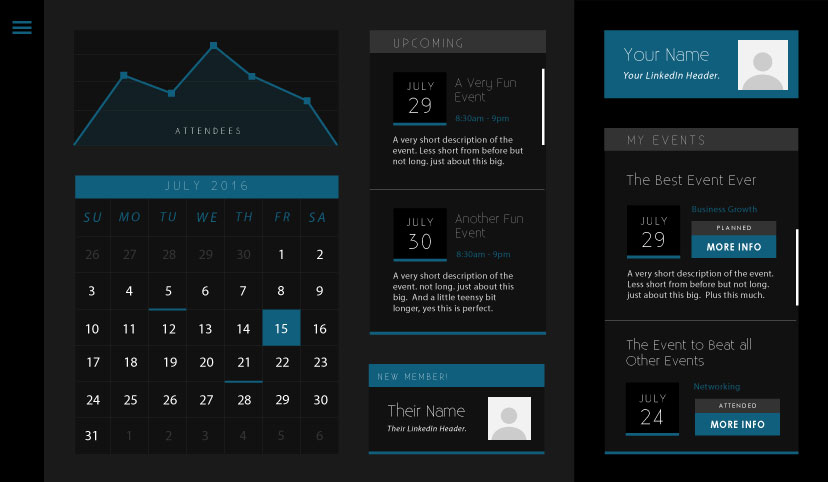 ATTENDEES
JULY 2016
SU MO TU WE TH FR SA
26 27 28 29 30 1 2
3 4 5 6 7 8 9
10 11 12 13 14 15 16
17 18 19 20 21 22 23
24 25 26 27 28 29 30
31 1 2 3 4 5 6
UPCOMING
JULY
29
A Very Fun
Event
8:30am - 9pm
A very short description of the
event. Less short from before but
not long. just about this big.
JULY
30
Another Fun
Event
8:30am - 9pm
A very short description of the
event. not long. just about this
big. And a little teensy bit
longer, yes this is perfect.
NEW MEMBER!
Their Name
Their LinkedIn Header.
Your Name
Your LinkedIn Header.
MY EVENTS
The Best Event Ever
JULY
29
Business Growth
PLANNED
MORE INFO
A very short description of the event.
Less short from before but not long.
just about this big. Plus this much.
The Event to Beat all
Other Events
JULY
24
Networking
ATTENDED
MORE INFO